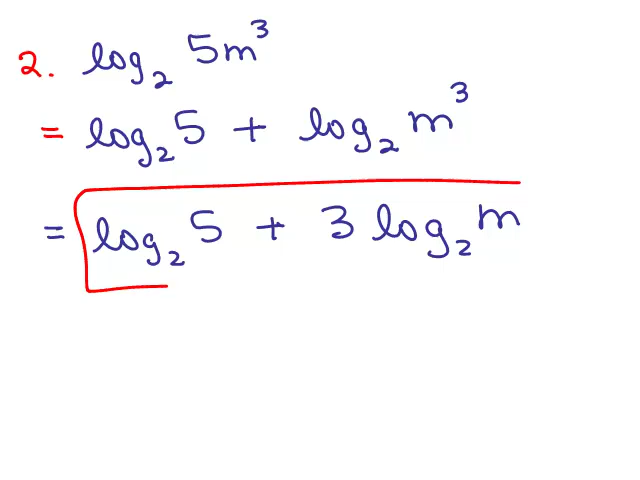 2. log₂ 5m³
= log₂ 5 + log₂ m³
= log₂ 5 + 3 log₂ m